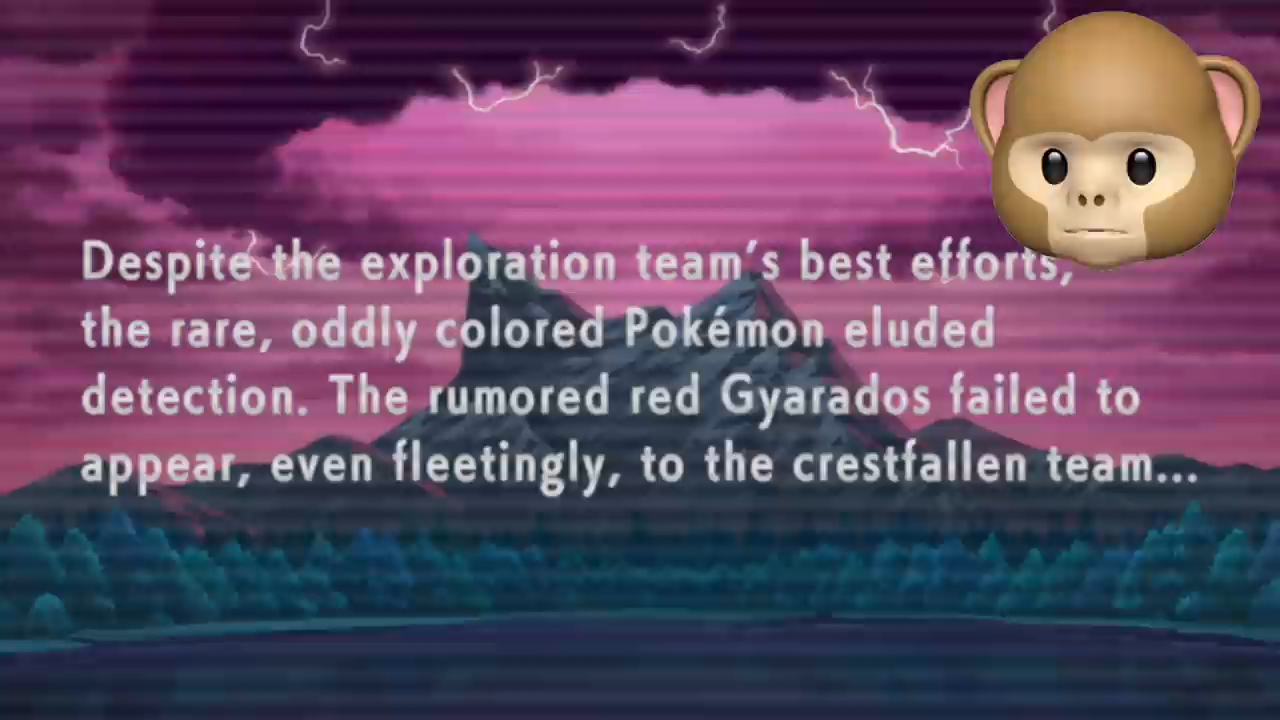 Despite the exploration team's best efforts,
the rare, oddly colored Pokémon eluded
detection. The rumored red Gyarados failed to
appear, even fleetingly, to the crestfallen team...